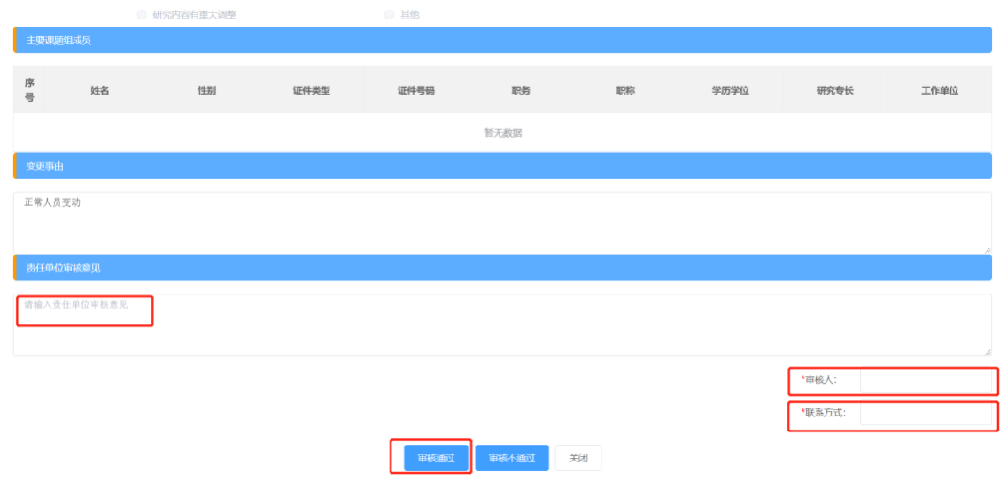 研究内容有重大调整 其他
主要课题组成员
序号 姓名 性别 证件类型 证件号码 职务 职称 学历学位 研究专长 工作单位
暂无数据
变更事由
正常人员变动
责任单位审核意见
请输入责任单位审核意见
*审核人:
*联系方式:
审核通过 审核不通过 关闭